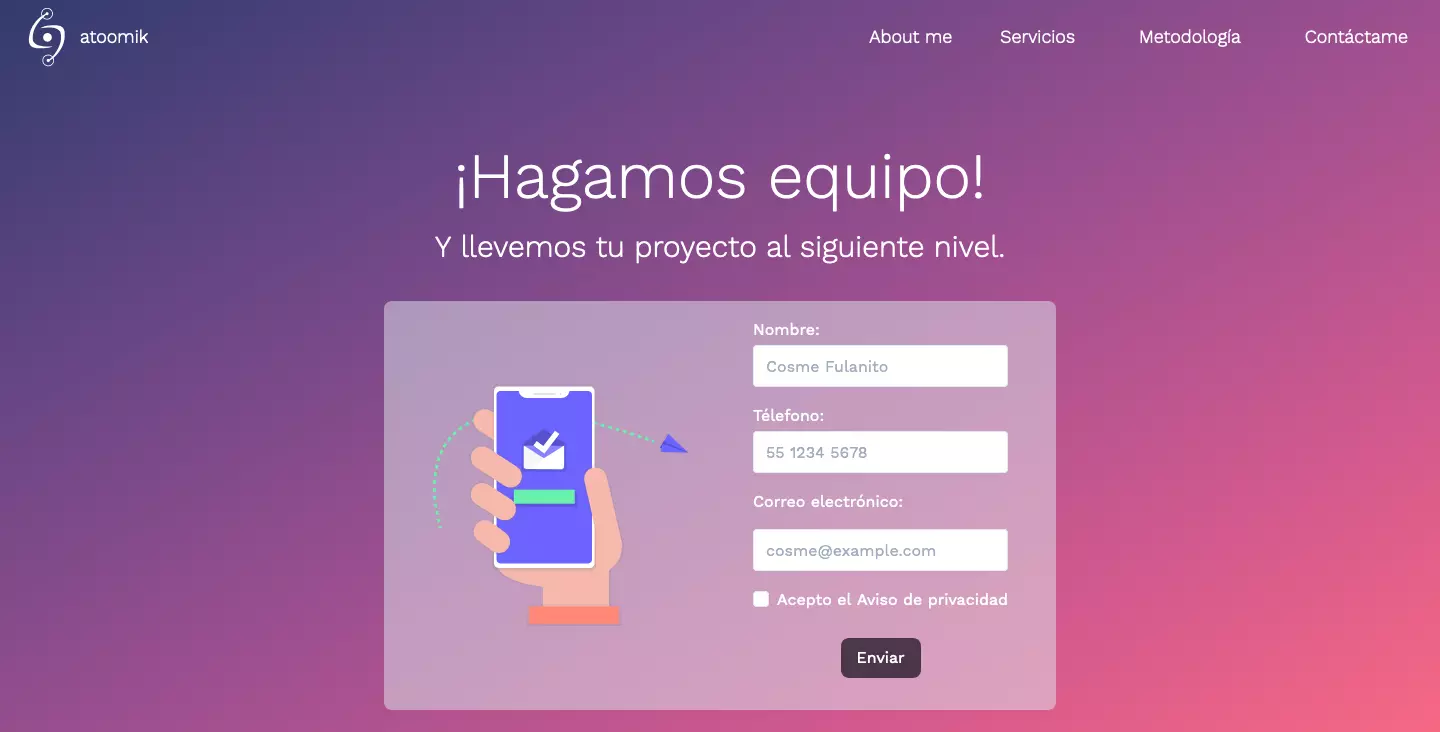 atoomik
About me
Servicios
Metodología
Contáctame
¡Hagamos equipo!
Y llevemos tu proyecto al siguiente nivel.
Nombre:
Cosme Fulanito
Télefono:
55 1234 5678
Correo electrónico:
cosme@example.com
Acepto el Aviso de privacidad
Enviar